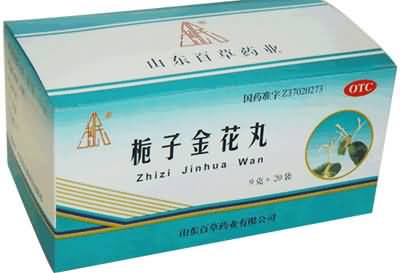 山东百草药业
国药准字Z37020273
OTC
栀子金花丸
Zhizi Jinhua Wan
9克×20袋
山东百草药业有限公司